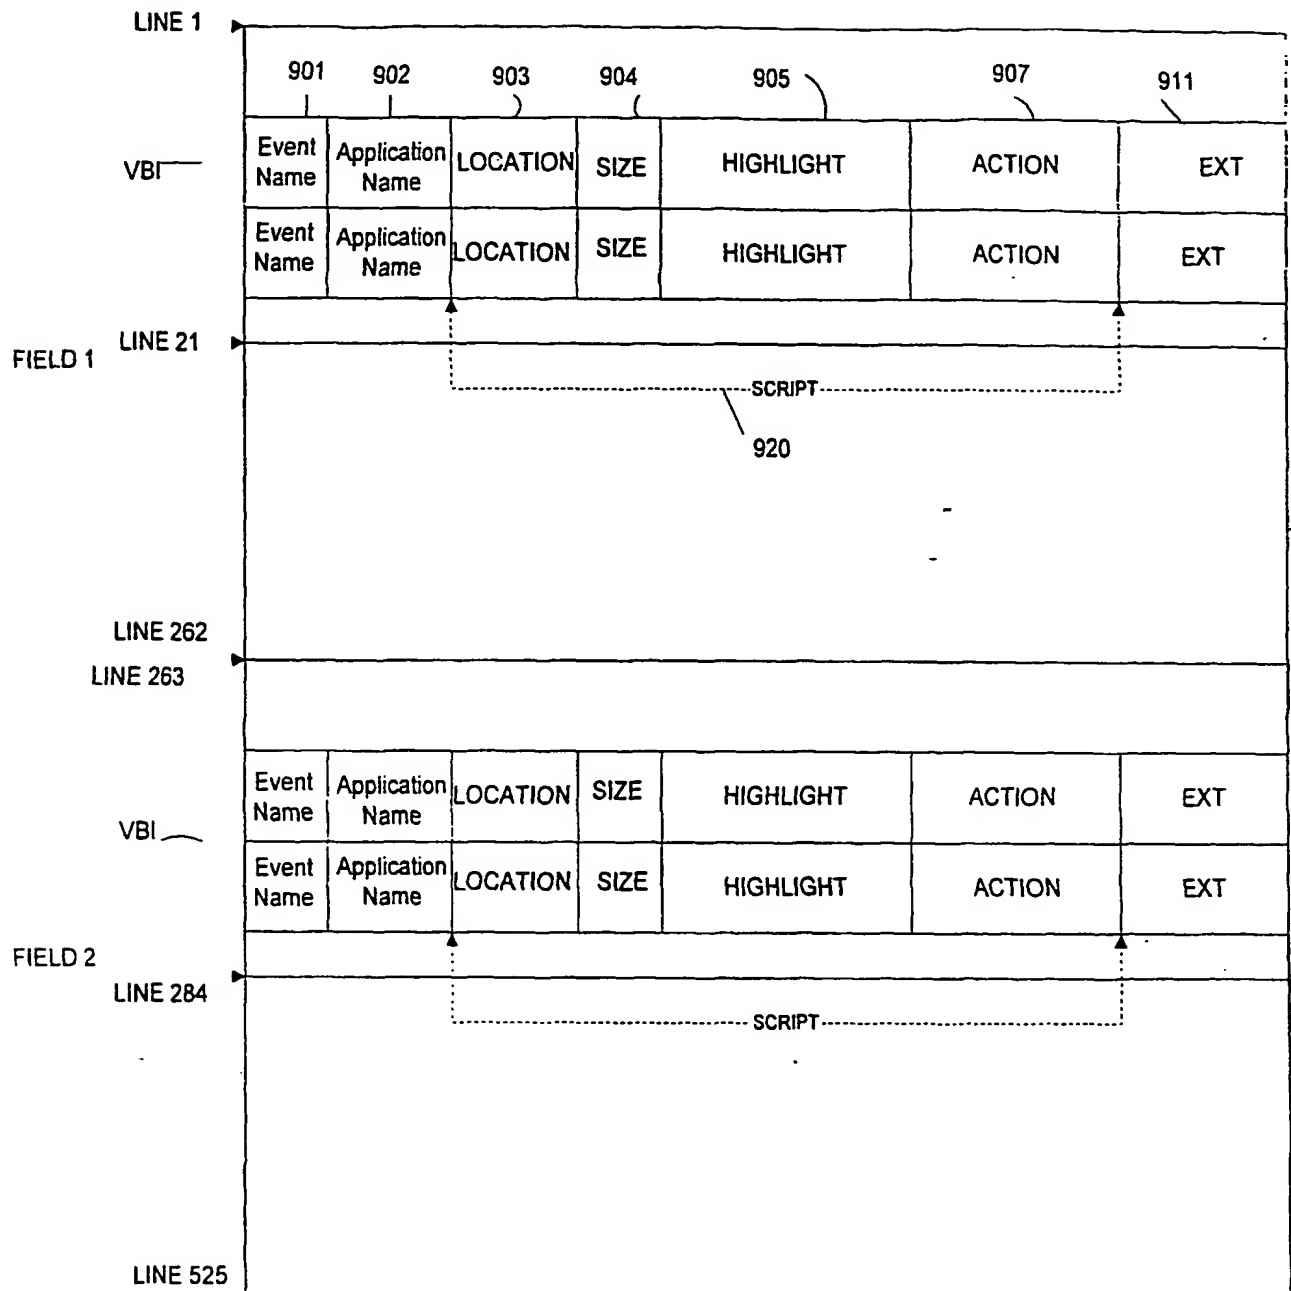 LINE 1
901 902 903 904 905 907 911
VBI
Event Name Application Name LOCATION SIZE HIGHLIGHT ACTION EXT
Event Name Application Name LOCATION SIZE HIGHLIGHT ACTION EXT
FIELD 1
LINE 21
SCRIPT
920
LINE 262
LINE 263
VBI
Event Name Application Name LOCATION SIZE HIGHLIGHT ACTION EXT
Event Name Application Name LOCATION SIZE HIGHLIGHT ACTION EXT
FIELD 2
LINE 284
SCRIPT
LINE 525